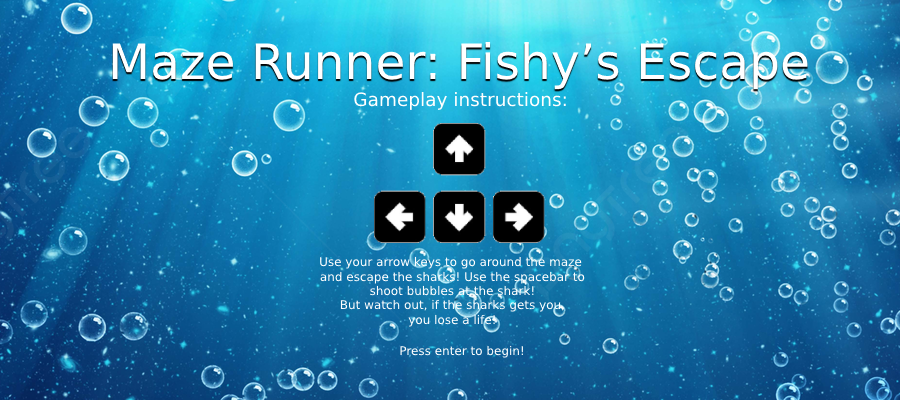 Maze Runner: Fishy’s Escape
Gameplay instructions:
Use your arrow keys to go around the maze
and escape the sharks! Use the spacebar to
shoot bubbles at the shark!
But watch out, if the sharks gets you,
you lose a life!
Press enter to begin!